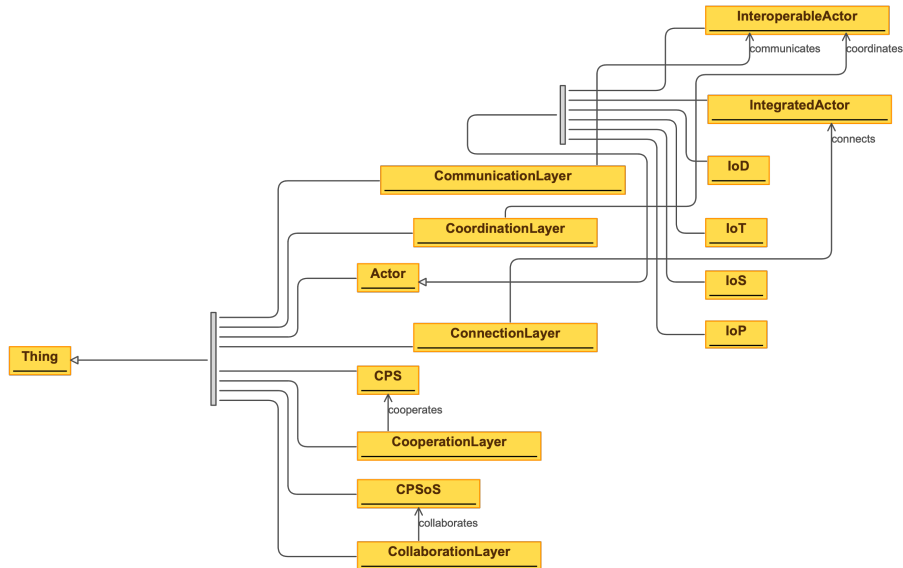 InteroperableActor
communicates
coordinates
IntegratedActor
connects
IoD
CommunicationLayer
CoordinationLayer
IoT
Actor
IoS
ConnectionLayer
IoP
Thing
CPS
cooperates
CooperationLayer
CPSoS
collaborates
CollaborationLayer